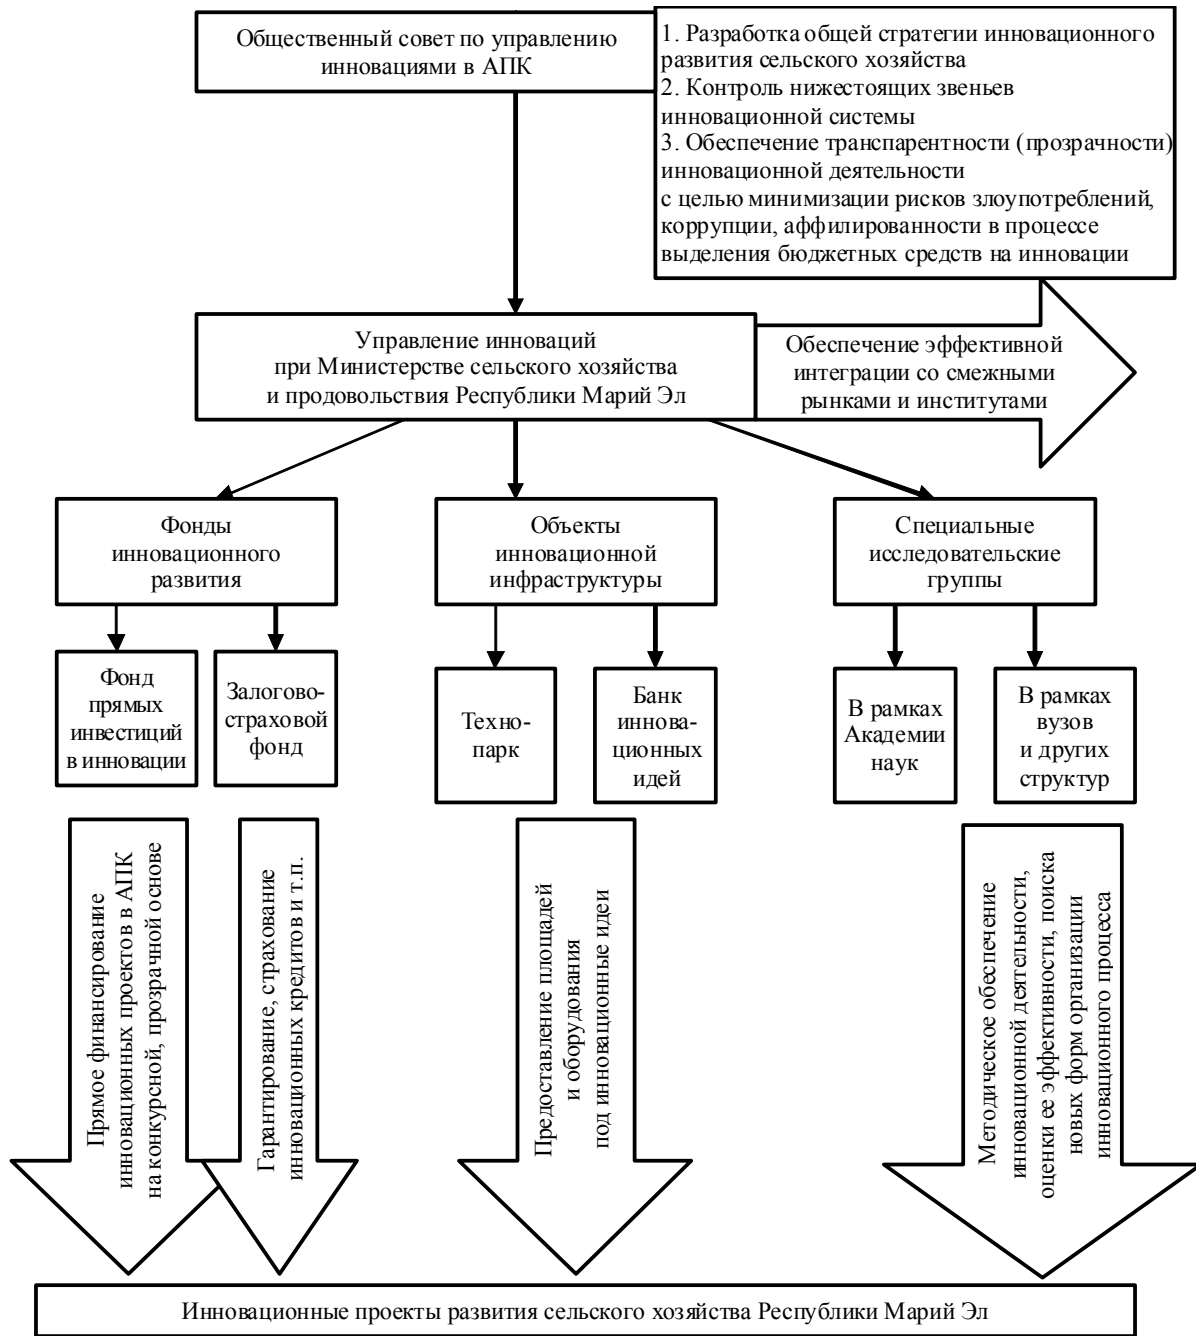 Общественный совет по управлению
инновациями в АПК
1. Разработка общей стратегии инновационного
развития сельского хозяйства
2. Контроль нижестоящих звеньев
инновационной системы
3. Обеспечение транспарентности (прозрачности)
инновационной деятельности
с целью минимизации рисков злоупотреблений,
коррупции, аффилированности в процессе
выделения бюджетных средств на инновации
Управление инноваций
при Министерстве сельского хозяйства
и продовольствия Республики Марий Эл
Обеспечение эффективной
интеграции со смежными
рынками и институтами
Фонды
инновационного
развития
Объекты
инновационной
инфраструктуры
Специальные
исследовательские
группы
Фонд
прямых
инвестиций
в инновации
Залогово-
страховой
фонд
Техно-
парк
Банк
иннова-
ционных
идей
В рамках
Академии
наук
В рамках
вузов
и других
структур
Прямое финансирование
инновационных проектов в АПК
на конкурсной, прозрачной основе
Гарантирование, страхование
инновационных кредитов и т.п.
Предоставление площадей
и оборудования
под инновационные идеи
Методическое обеспечение
инновационной деятельности,
оценки ее эффективности, поиска
новых форм организации
инновационного процесса
Инновационные проекты развития сельского хозяйства Республики Марий Эл